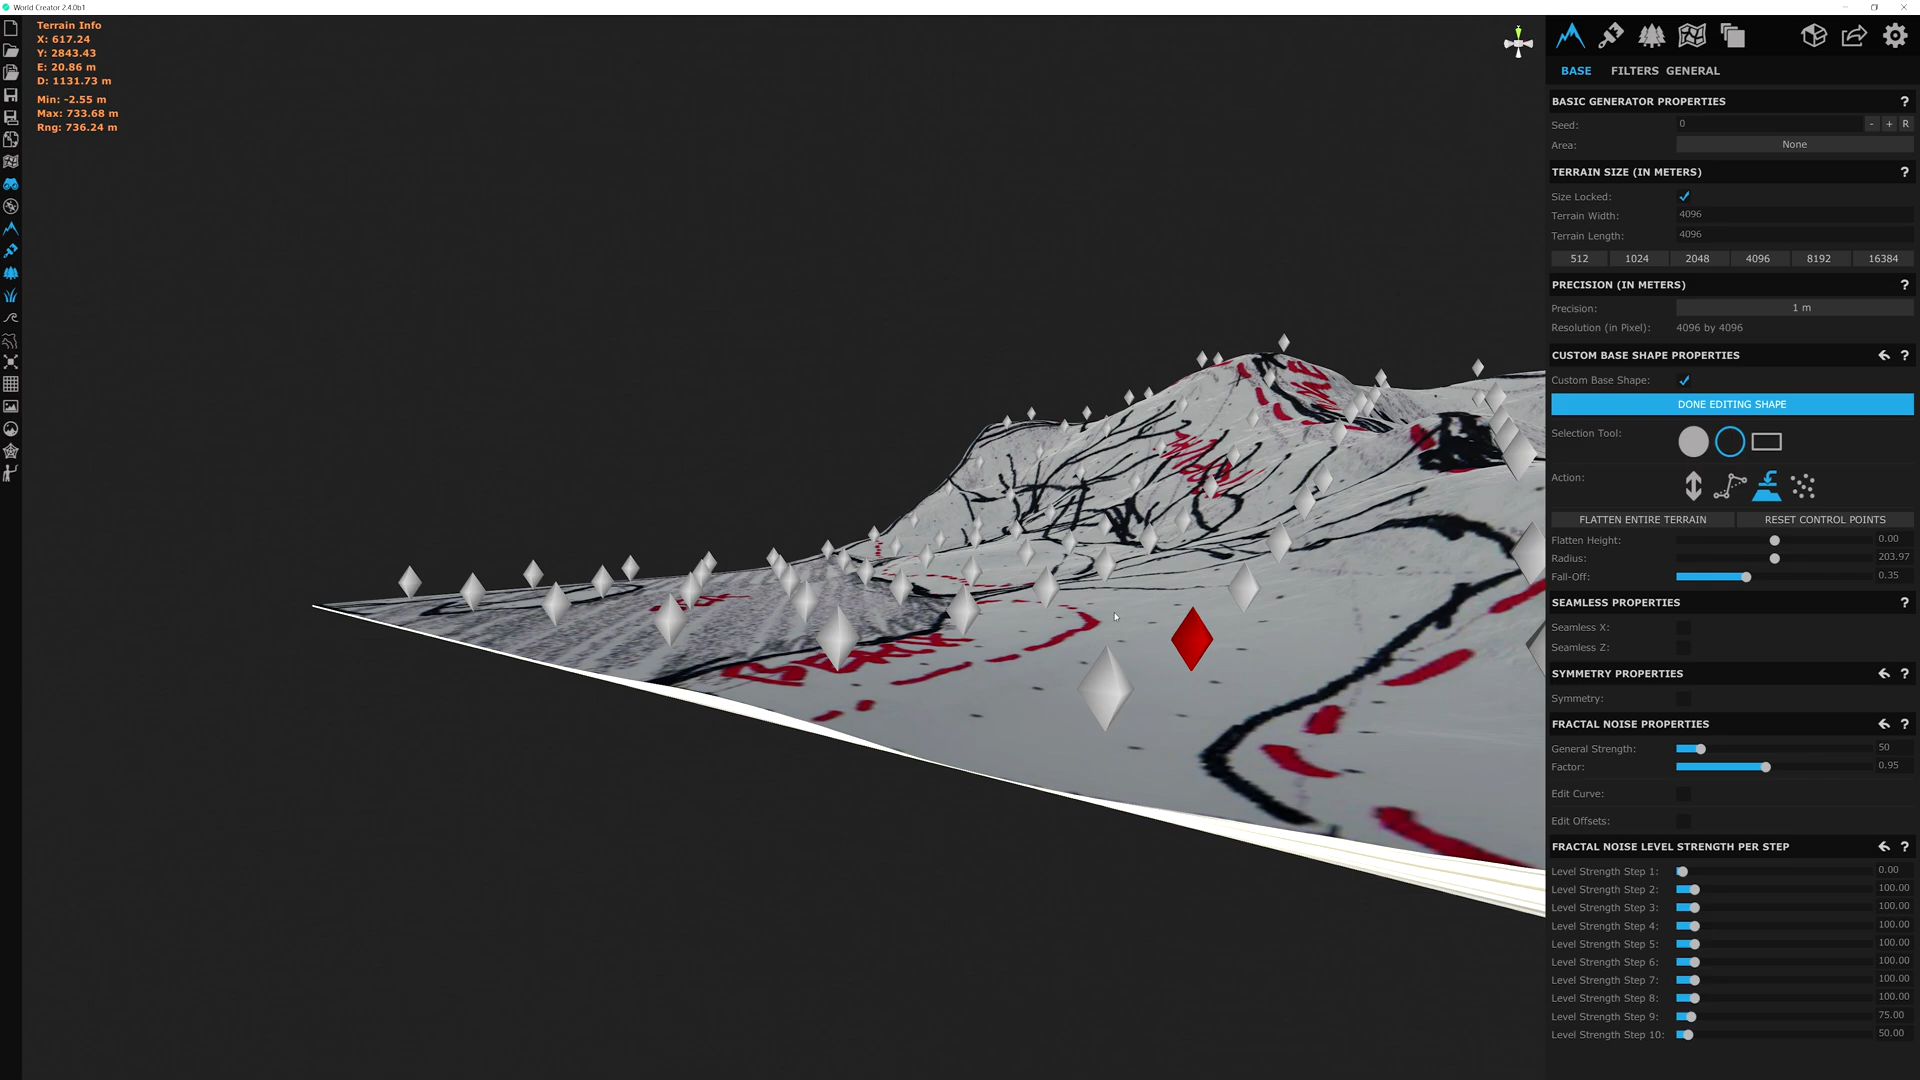 World Creator 2.4.0b1
Terrain Info
X: 617.24
Y: 2843.43
E: 20.86 m
D: 1131.73 m
Min: -2.55 m
Max: 733.68 m
Rng: 736.24 m
BASE FILTERS GENERAL
BASIC GENERATOR PROPERTIES ?
Seed: 0 - + R
Area: None
TERRAIN SIZE (IN METERS) ?
Size Locked:
Terrain Width: 4096
Terrain Length: 4096
512 1024 2048 4096 8192 16384
PRECISION (IN METERS) ?
Precision: 1 m
Resolution (in Pixel): 4096 by 4096
CUSTOM BASE SHAPE PROPERTIES ?
Custom Base Shape:
DONE EDITING SHAPE
Selection Tool:
Action:
FLATTEN ENTIRE TERRAIN RESET CONTROL POINTS
Flatten Height: 0.00
Radius: 203.97
Fall-Off: 0.35
SEAMLESS PROPERTIES ?
Seamless X:
Seamless Z:
SYMMETRY PROPERTIES ?
Symmetry:
FRACTAL NOISE PROPERTIES ?
General Strength: 50
Factor: 0.95
Edit Curve:
Edit Offsets:
FRACTAL NOISE LEVEL STRENGTH PER STEP ?
Level Strength Step 1: 0.00
Level Strength Step 2: 100.00
Level Strength Step 3: 100.00
Level Strength Step 4: 100.00
Level Strength Step 5: 100.00
Level Strength Step 6: 100.00
Level Strength Step 7: 100.00
Level Strength Step 8: 100.00
Level Strength Step 9: 75.00
Level Strength Step 10: 50.00